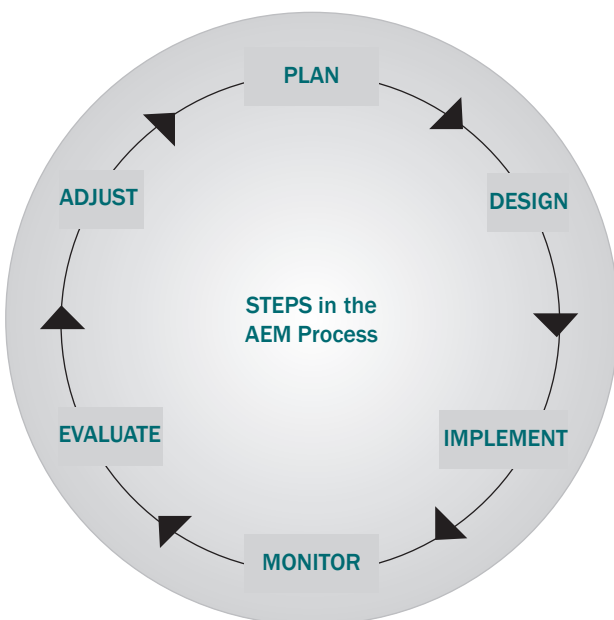 PLAN
DESIGN
IMPLEMENT
MONITOR
EVALUATE
ADJUST
STEPS in the
AEM Process